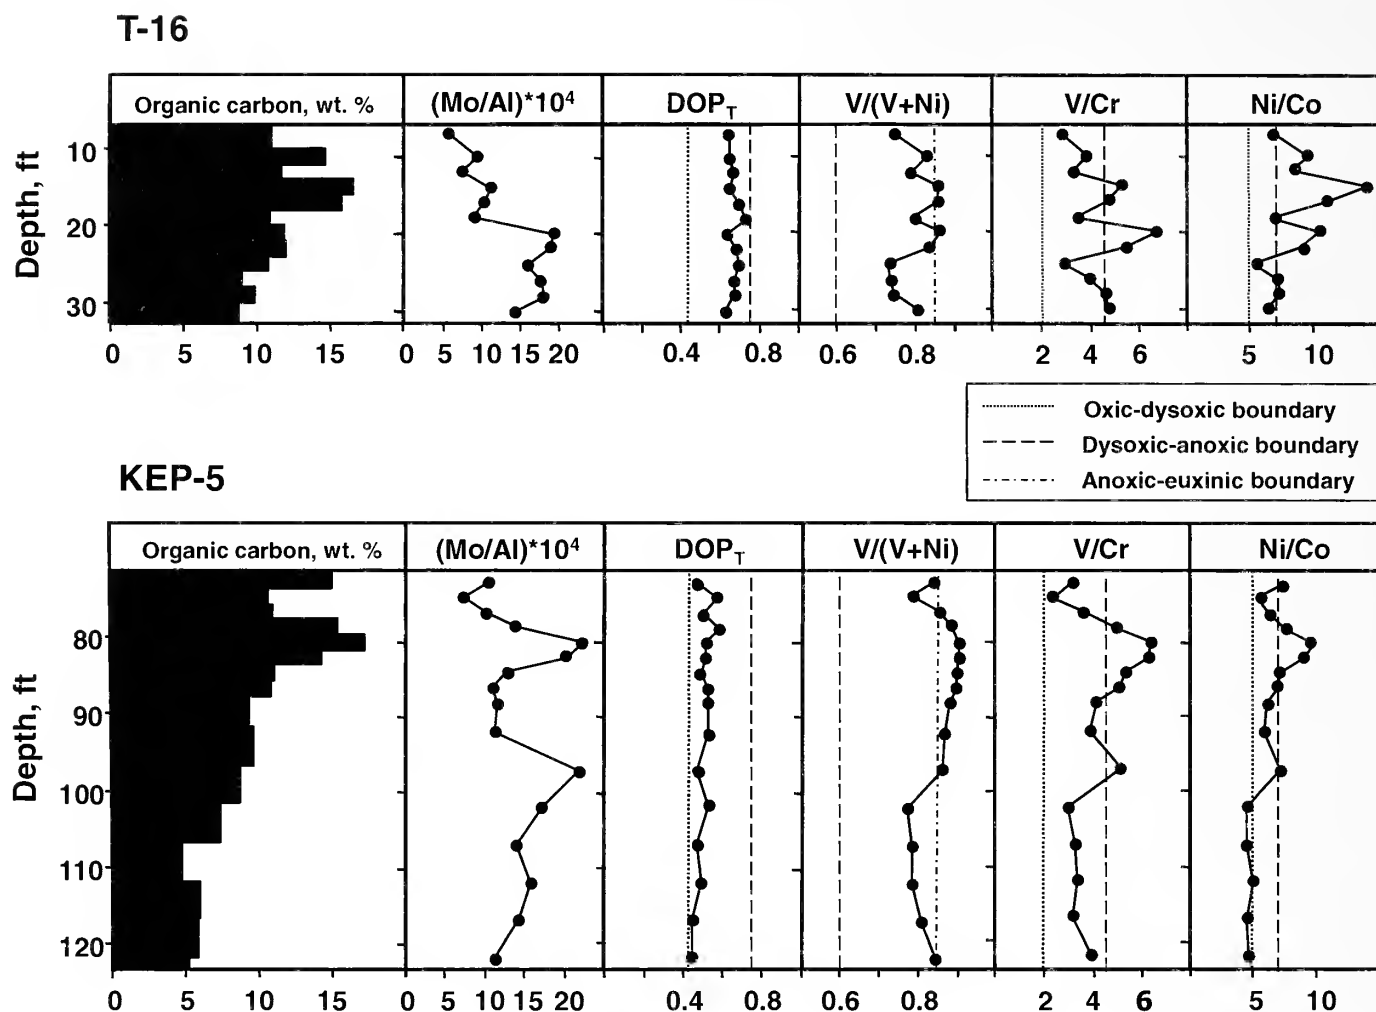 T-16
Organic carbon, wt. % (Mo/Al)*10⁴ DOP_T V/(V+Ni) V/Cr Ni/Co
Depth, ft
10
20
30
0 5 10 15 0 5 10 15 20 0.4 0.8 0.6 0.8 2 4 6 5 10
Oxic-dysoxic boundary
Dysoxic-anoxic boundary
Anoxic-euxinic boundary
KEP-5
Organic carbon, wt. % (Mo/Al)*10⁴ DOP_T V/(V+Ni) V/Cr Ni/Co
Depth, ft
80
90
100
110
120
0 5 10 15 0 5 10 15 20 0.4 0.8 0.6 0.8 2 4 6 5 10